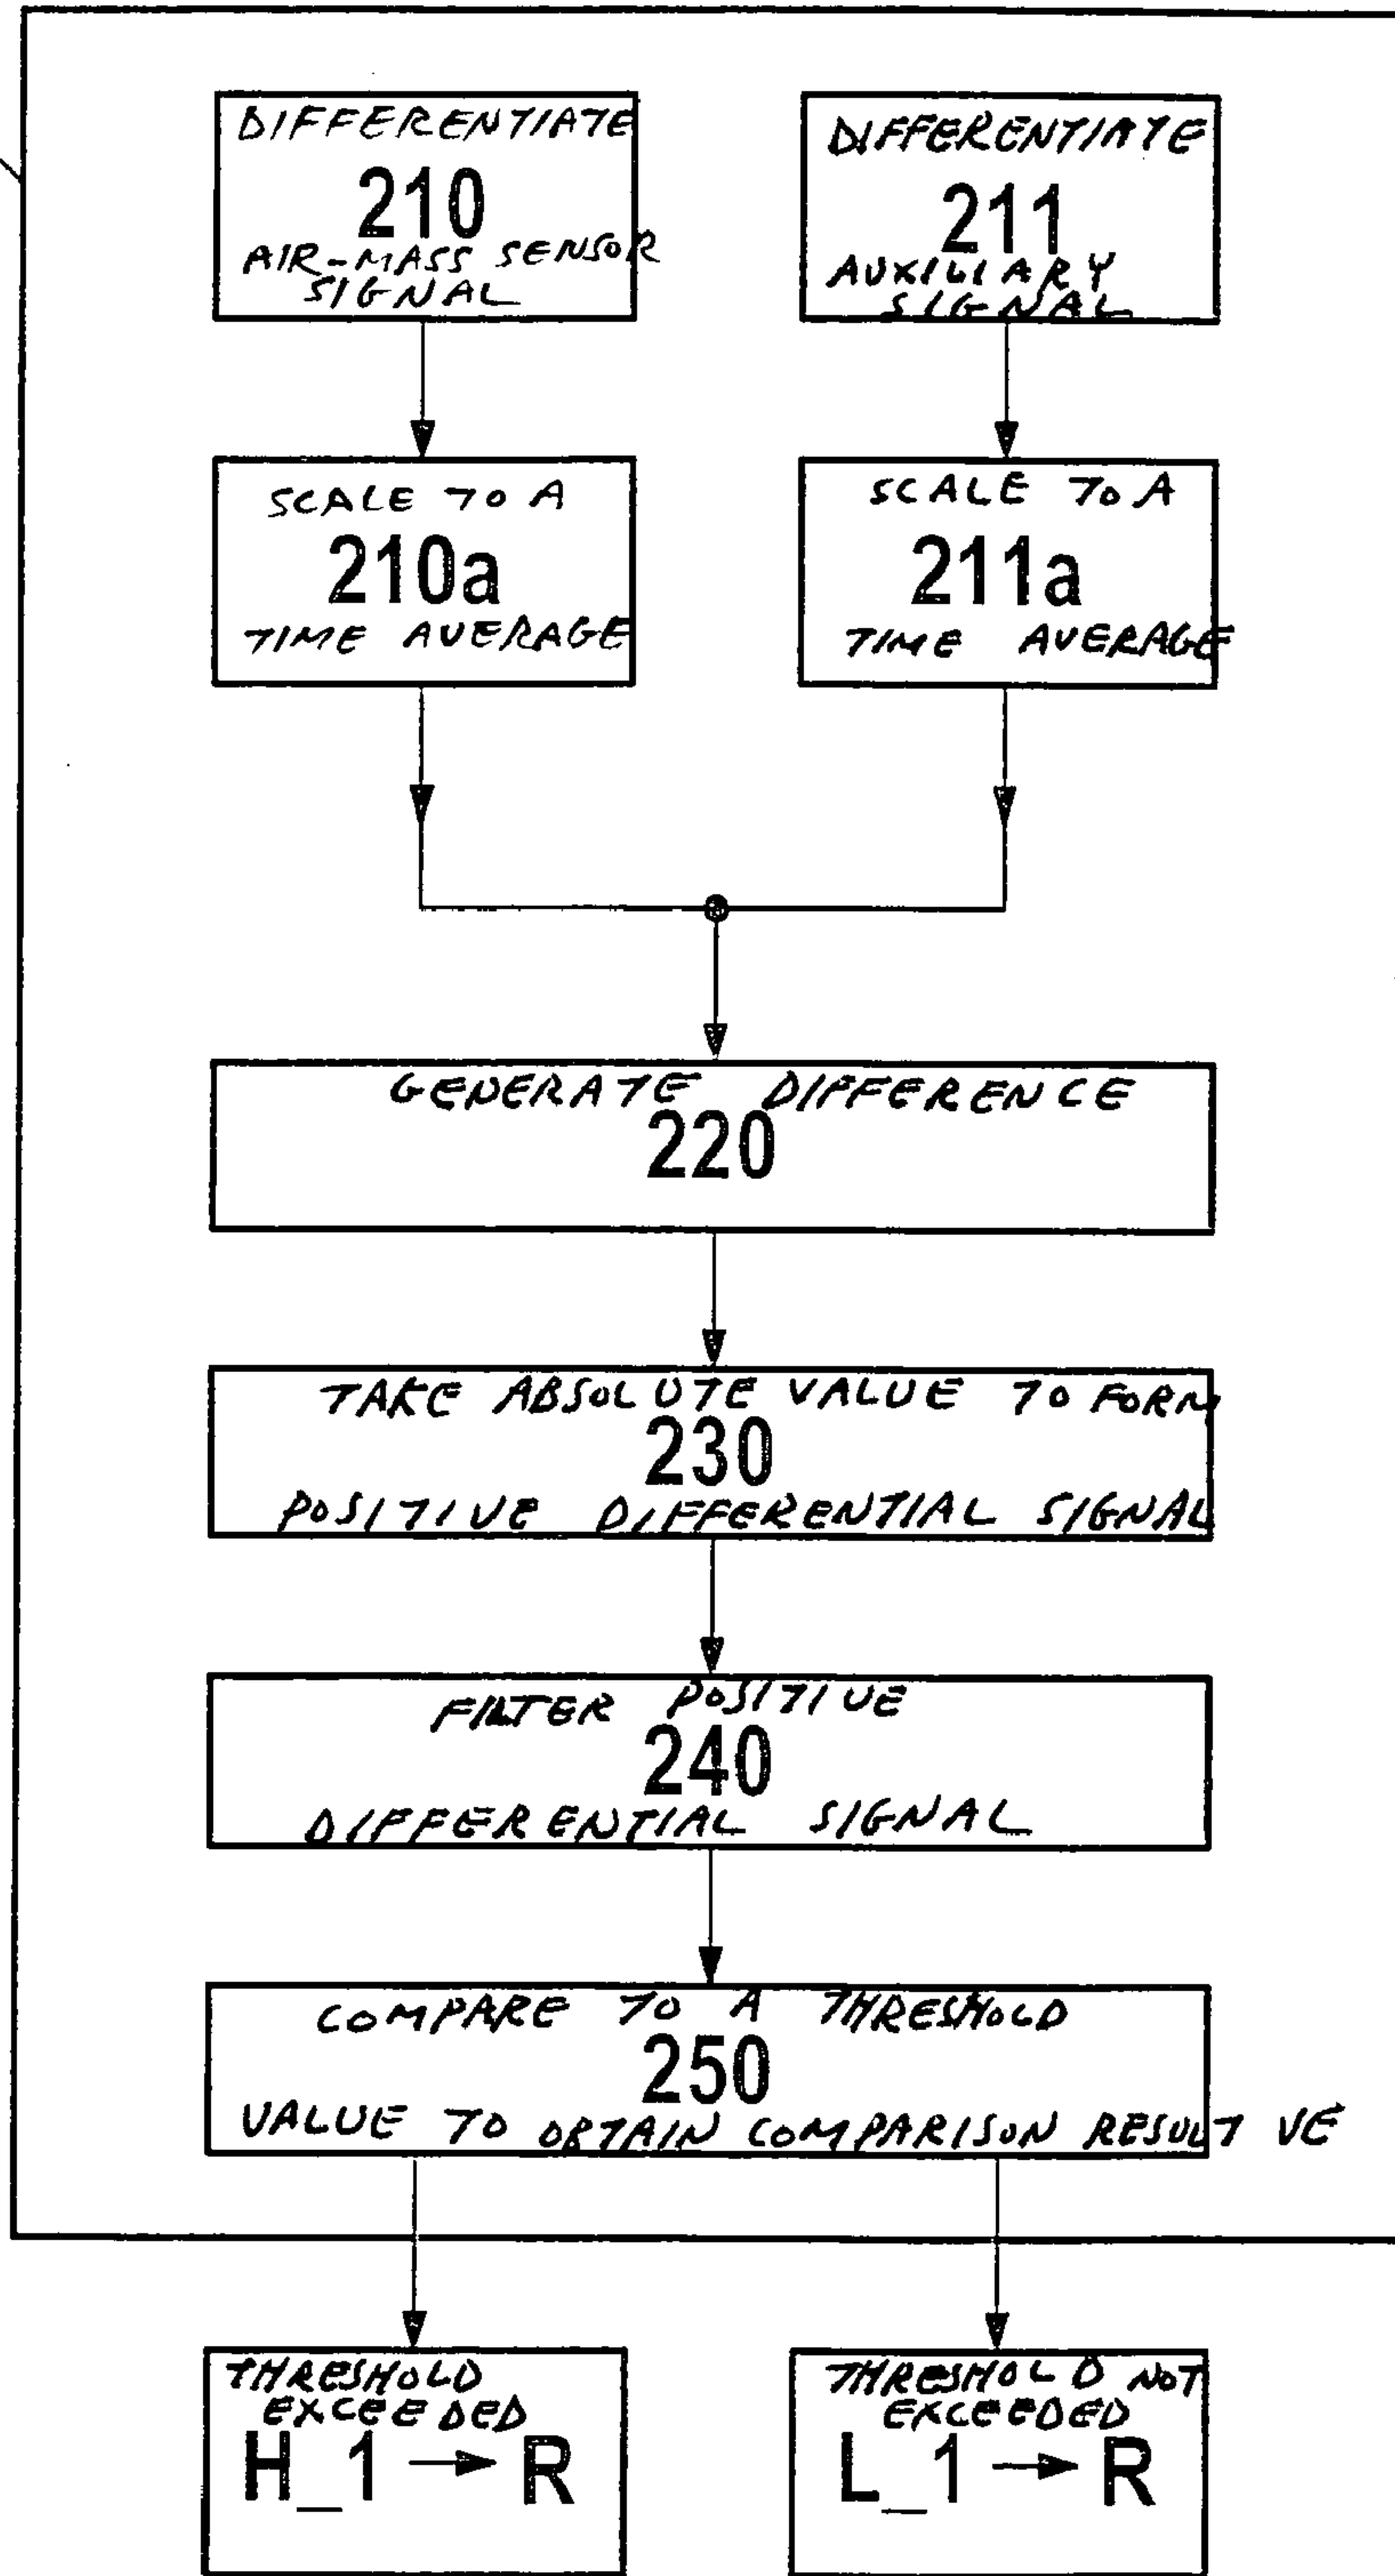 DIFFERENTIATE
210
AIR-MASS SENSOR
SIGNAL
DIFFERENTIATE
211
AUXILIARY
SIGNAL
SCALE TO A
210a
TIME AVERAGE
SCALE TO A
211a
TIME AVERAGE
GENERATE DIFFERENCE
220
TAKE ABSOLUTE VALUE TO FORM
230
POSITIVE DIFFERENTIAL SIGNAL
FILTER POSITIVE
240
DIFFERENTIAL SIGNAL
COMPARE TO A THRESHOLD
250
VALUE TO OBTAIN COMPARISON RESULT VE
THRESHOLD
EXCEEDED
H_1 → R
THRESHOLD NOT
EXCEEDED
L_1 → R